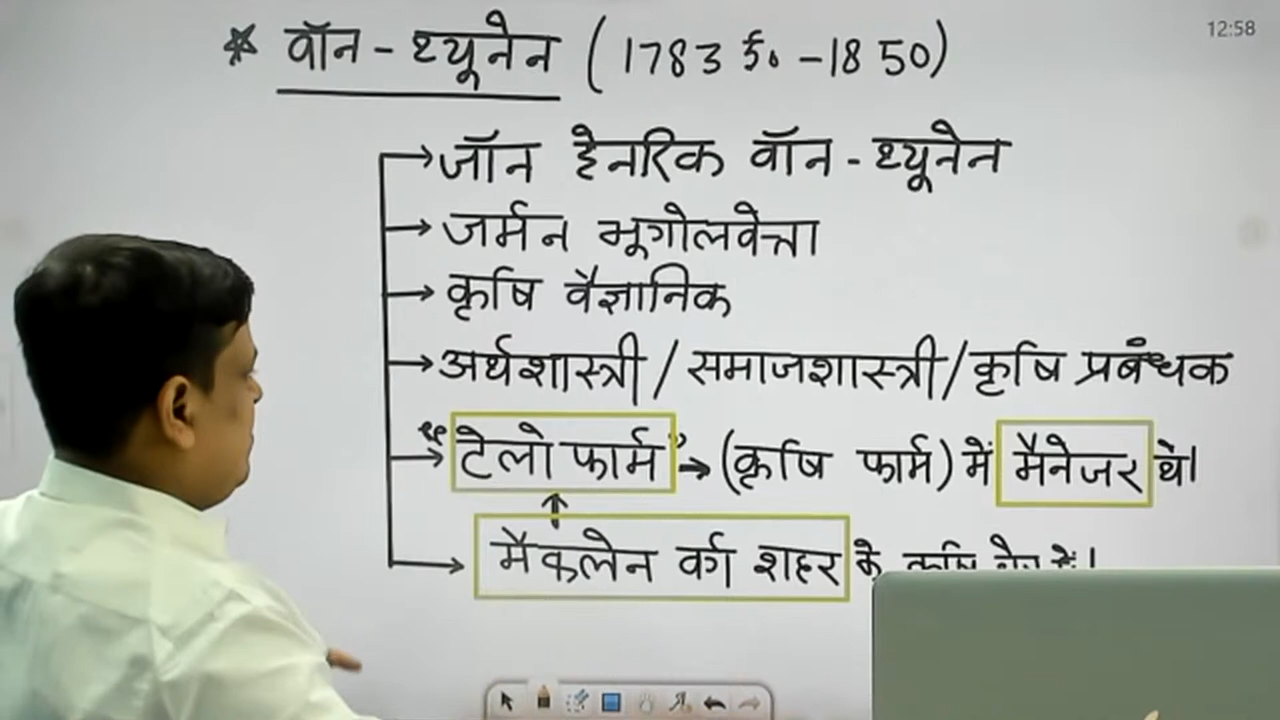 12:58
* वॉन - थ्यूनेन (1783 ई० - 1850)
→ जॉन हेनरिक वॉन - थ्यूनेन
→ जर्मन भूगोलवेत्ता
→ कृषि वैज्ञानिक
→ अर्थशास्त्री / समाजशास्त्री / कृषि प्रबंधक
→ "टेलो फार्म" → (कृषि फार्म) में मैनेजर थे।
↑
→ मैकलेन वर्ग शहर के कृषि